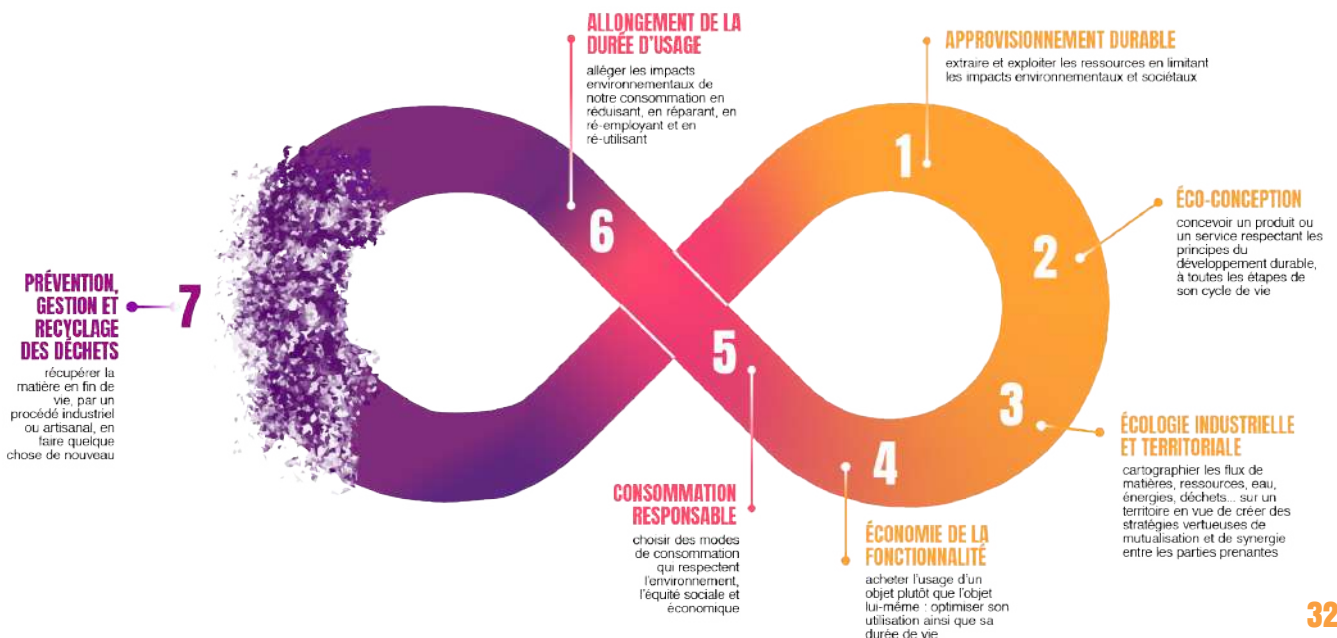 ALLONGEMENT DE LA
DURÉE D'USAGE
alléger les impacts
environnementaux de
notre consommation en
réduisant, en réparant, en
ré-employant et en
ré-utilisant
APPROVISIONNEMENT DURABLE
extraire et exploiter les ressources en limitant
les impacts environnementaux et sociétaux
1
ÉCO-CONCEPTION
concevoir un produit ou
un service respectant les
principes du
développement durable,
à toutes les étapes de
son cycle de vie
2
6
PRÉVENTION,
GESTION ET
RECYCLAGE
DES DÉCHETS
récupérer la
matière en fin de
vie, par un
procédé industriel
ou artisanal, en
faire quelque
chose de nouveau
7
5
3
ÉCOLOGIE INDUSTRIELLE
ET TERRITORIALE
cartographier les flux de
matières, ressources, eau,
énergies, déchets... sur un
territoire en vue de créer des
stratégies vertueuses de
mutualisation et de synergie
entre les parties prenantes
4
CONSOMMATION
RESPONSABLE
choisir des modes
de consommation
qui respectent
l'environnement,
l'équité sociale et
économique
ÉCONOMIE DE LA
FONCTIONNALITÉ
acheter l'usage d'un
objet plutôt que l'objet
lui-même : optimiser son
utilisation ainsi que sa
durée de vie
32